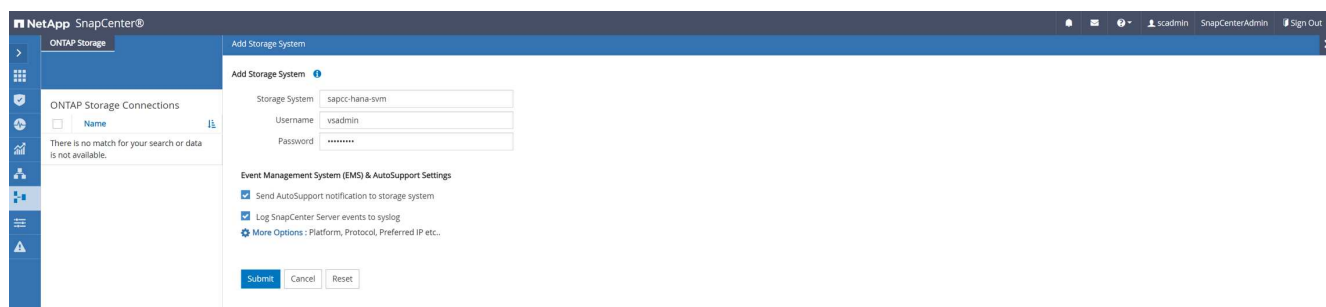 NetApp SnapCenter®
scadmin SnapCenterAdmin Sign Out
ONTAP Storage
Add Storage System
Add Storage System
ONTAP Storage Connections
Name
There is no match for your search or data
is not available.
Storage System sapcc-hana-svm
Username vsadmin
Password •••••••••
Event Management System (EMS) & AutoSupport Settings
Send AutoSupport notification to storage system
Log SnapCenter Server events to syslog
More Options : Platform, Protocol, Preferred IP etc..
Submit Cancel Reset